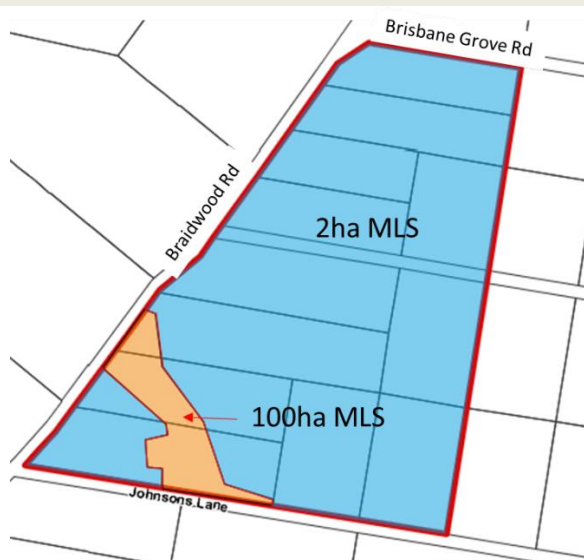 Brisbane Grove Rd
Braidwood Rd
2ha MLS
100ha MLS
Johnsons Lane